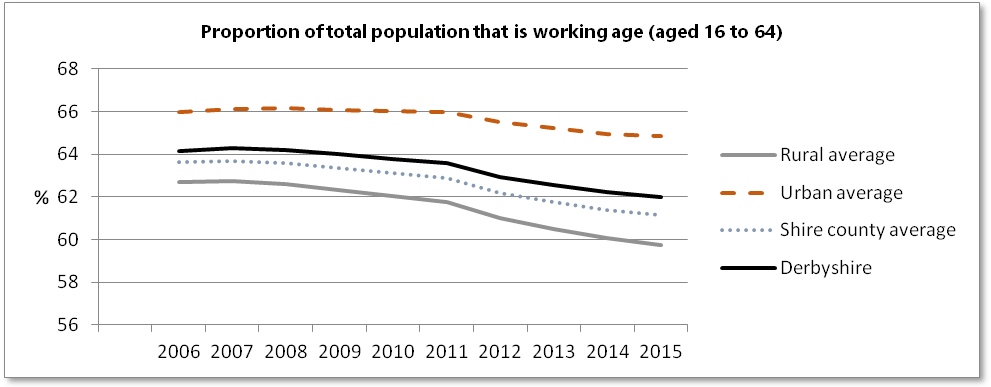 Proportion of total population that is working age (aged 16 to 64)
68
66
64
62
60
58
56
%
2006 2007 2008 2009 2010 2011 2012 2013 2014 2015
Rural average
Urban average
Shire county average
Derbyshire